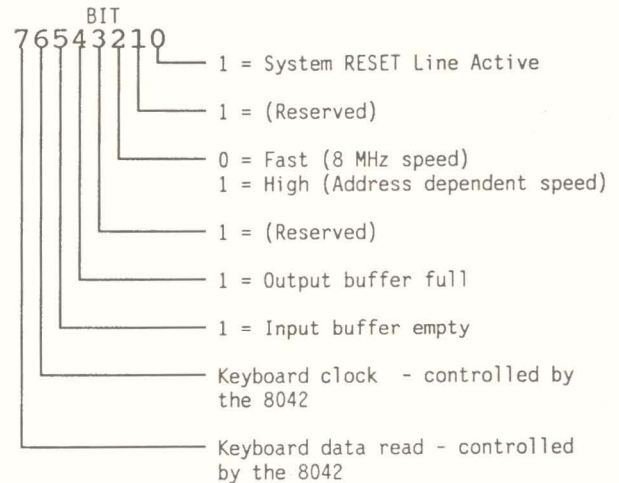 BIT
76543210
1 = System RESET Line Active
1 = (Reserved)
0 = Fast (8 MHz speed)
1 = High (Address dependent speed)
1 = (Reserved)
1 = Output buffer full
1 = Input buffer empty
Keyboard clock - controlled by
the 8042
Keyboard data read - controlled
by the 8042